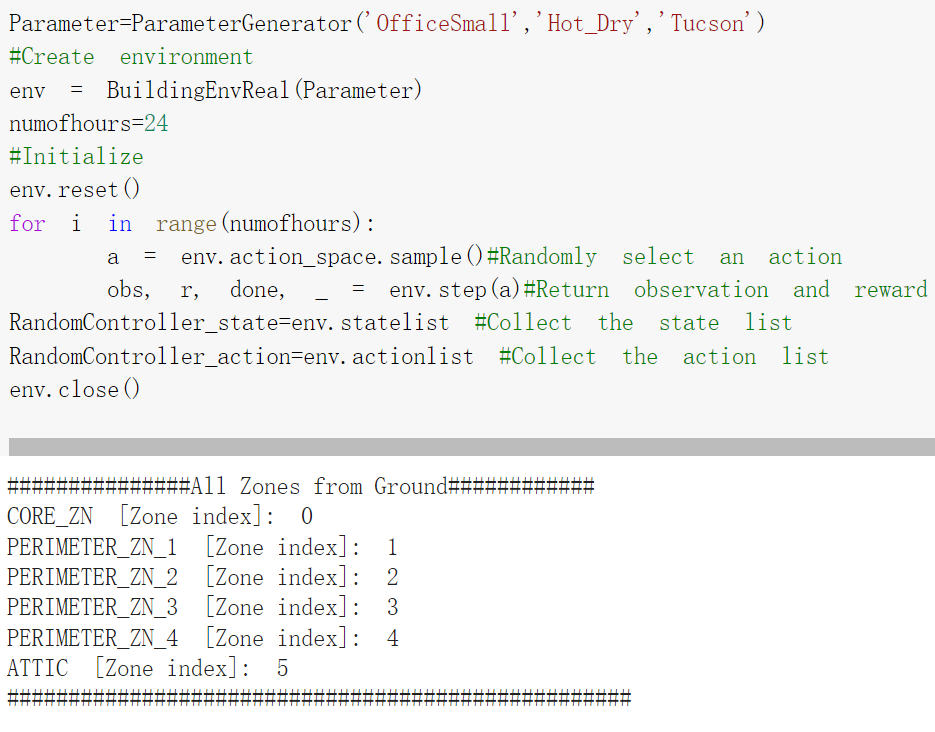 Parameter=ParameterGenerator('OfficeSmall','Hot_Dry','Tucson')
#Create environment
env = BuildingEnvReal(Parameter)
numofhours=24
#Initialize
env.reset()
for i in range(numofhours):
        a = env.action_space.sample()#Randomly select an action
        obs, r, done, _ = env.step(a)#Return observation and reward
RandomController_state=env.statelist #Collect the state list
RandomController_action=env.actionlist #Collect the action list
env.close()
###############All Zones from Ground############
CORE_ZN [Zone index]: 0
PERIMETER_ZN_1 [Zone index]: 1
PERIMETER_ZN_2 [Zone index]: 2
PERIMETER_ZN_3 [Zone index]: 3
PERIMETER_ZN_4 [Zone index]: 4
ATTIC [Zone index]: 5
###################################################